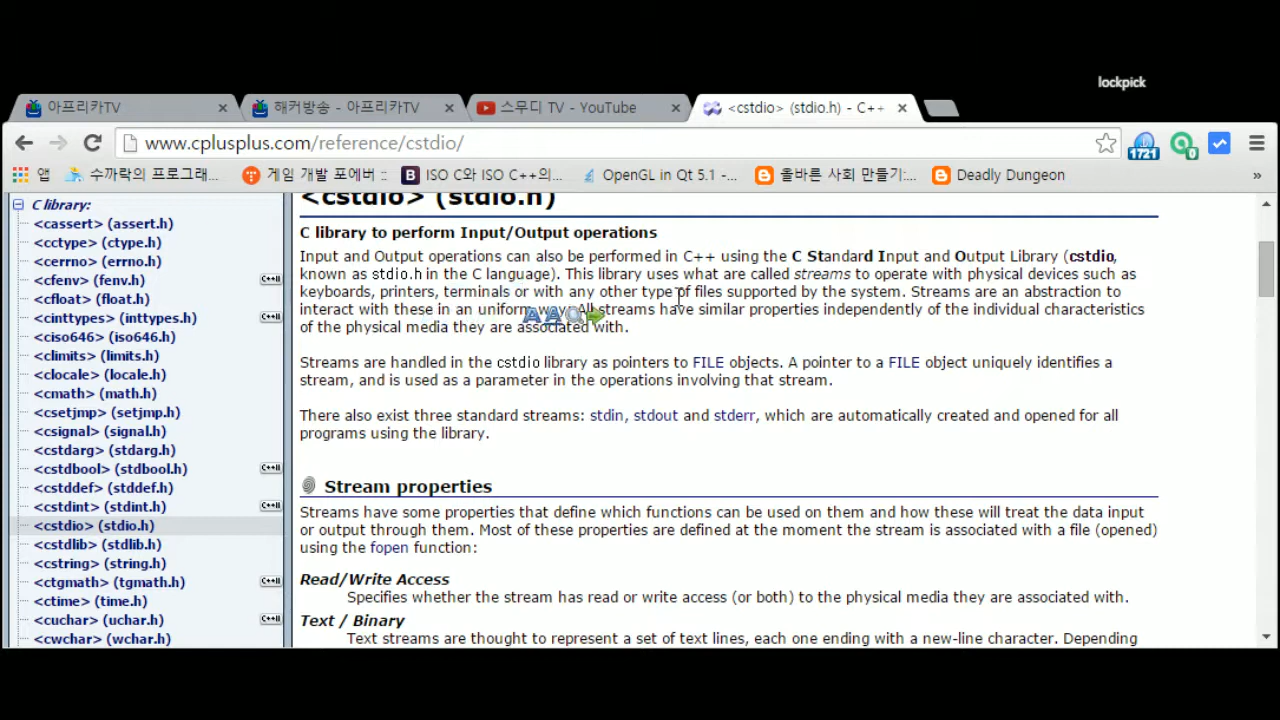 lockpick
아프리카TV
해커방송 - 아프리카TV
스무디 TV - YouTube
<cstdio> (stdio.h) - C++
www.cplusplus.com/reference/cstdio/
1721
0
앱
수까락의 프로그래...
게임 개발 포에버 ::
ISO C와 ISO C++의...
OpenGL in Qt 5.1 -...
올바른 사회 만들기:...
Deadly Dungeon
»
C library:
<cassert> (assert.h)
<cctype> (ctype.h)
<cerrno> (errno.h)
<cfenv> (fenv.h) C++11
<cfloat> (float.h)
<cinttypes> (inttypes.h) C++11
<ciso646> (iso646.h)
<climits> (limits.h)
<clocale> (locale.h)
<cmath> (math.h)
<csetjmp> (setjmp.h)
<csignal> (signal.h)
<cstdarg> (stdarg.h)
<cstdbool> (stdbool.h) C++11
<cstddef> (stddef.h)
<cstdint> (stdint.h) C++11
<cstdio> (stdio.h)
<cstdlib> (stdlib.h)
<cstring> (string.h)
<ctgmath> (tgmath.h) C++11
<ctime> (time.h)
<cuchar> (uchar.h) C++11
<cwchar> (wchar.h)
<cstdio> (stdio.h)
C library to perform Input/Output operations
Input and Output operations can also be performed in C++ using the C STandard Input and Output Library (cstdio,
known as stdio.h in the C language). This library uses what are called streams to operate with physical devices such as
keyboards, printers, terminals or with any other type of files supported by the system. Streams are an abstraction to
interact with these in an uniform way. All streams have similar properties independently of the individual characteristics
of the physical media they are associated with.
Streams are handled in the cstdio library as pointers to FILE objects. A pointer to a FILE object uniquely identifies a
stream, and is used as a parameter in the operations involving that stream.
There also exist three standard streams: stdin, stdout and stderr, which are automatically created and opened for all
programs using the library.
Stream properties
Streams have some properties that define which functions can be used on them and how these will treat the data input
or output through them. Most of these properties are defined at the moment the stream is associated with a file (opened)
using the fopen function:
Read/Write Access
Specifies whether the stream has read or write access (or both) to the physical media they are associated with.
Text / Binary
Text streams are thought to represent a set of text lines, each one ending with a new-line character. Depending